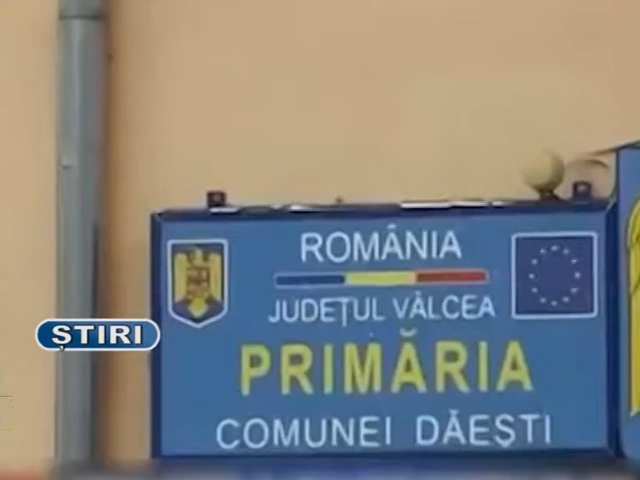 ROMÂNIA
JUDEȚUL VÂLCEA
ȘTIRI
PRIMĂRIA
COMUNEI DĂEȘTI